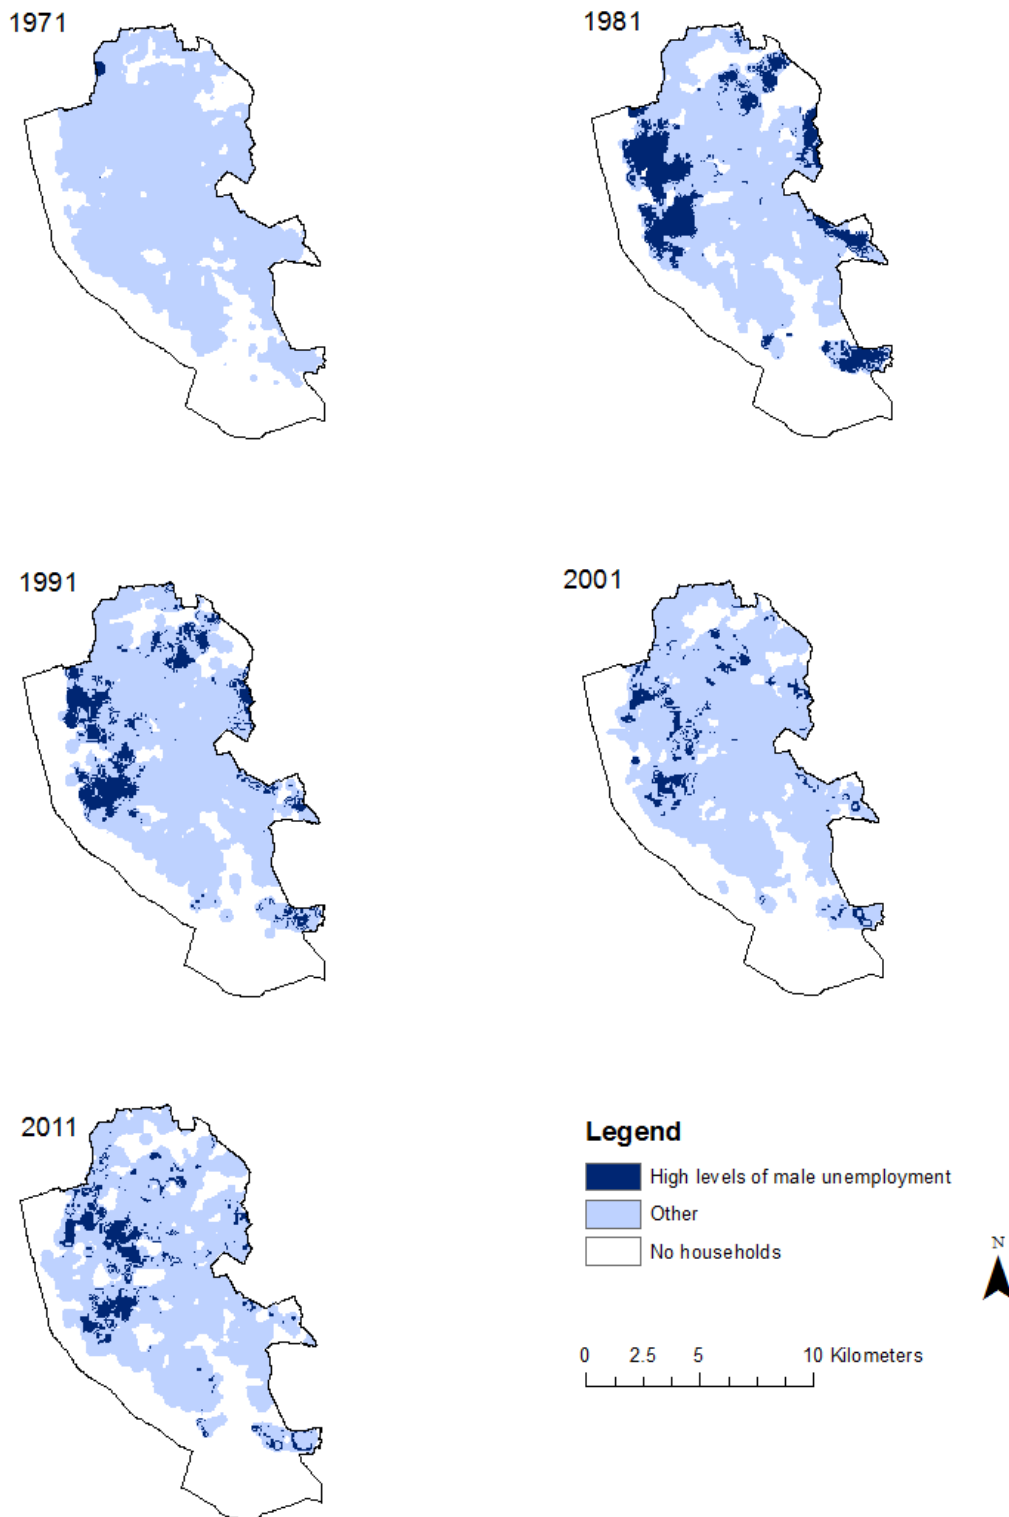 1971
1981
1991
2001
2011
Legend
High levels of male unemployment
Other
No households
N
0 2.5 5 10 Kilometers